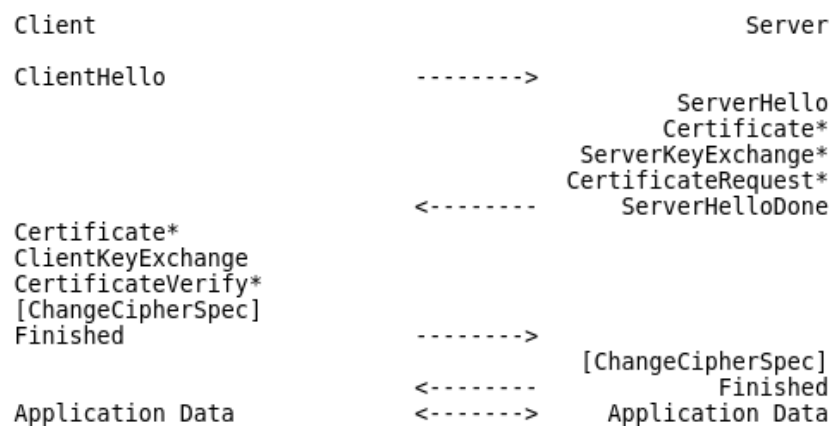 Client Server
ClientHello -------->
ServerHello
Certificate*
ServerKeyExchange*
CertificateRequest*
<-------- ServerHelloDone
Certificate*
ClientKeyExchange
CertificateVerify*
[ChangeCipherSpec]
Finished -------->
[ChangeCipherSpec]
<-------- Finished
Application Data <-------> Application Data